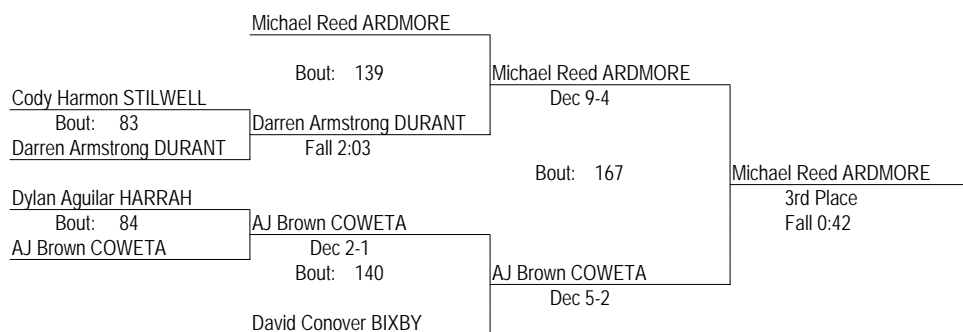 Michael Reed ARDMORE
Bout: 139
Michael Reed ARDMORE
Dec 9-4
Cody Harmon STILWELL
Bout: 83
Darren Armstrong DURANT
Darren Armstrong DURANT
Fall 2:03
Bout: 167
Michael Reed ARDMORE
3rd Place
Fall 0:42
Dylan Aguilar HARRAH
Bout: 84
AJ Brown COWETA
AJ Brown COWETA
Dec 2-1
Bout: 140
AJ Brown COWETA
Dec 5-2
David Conover BIXBY